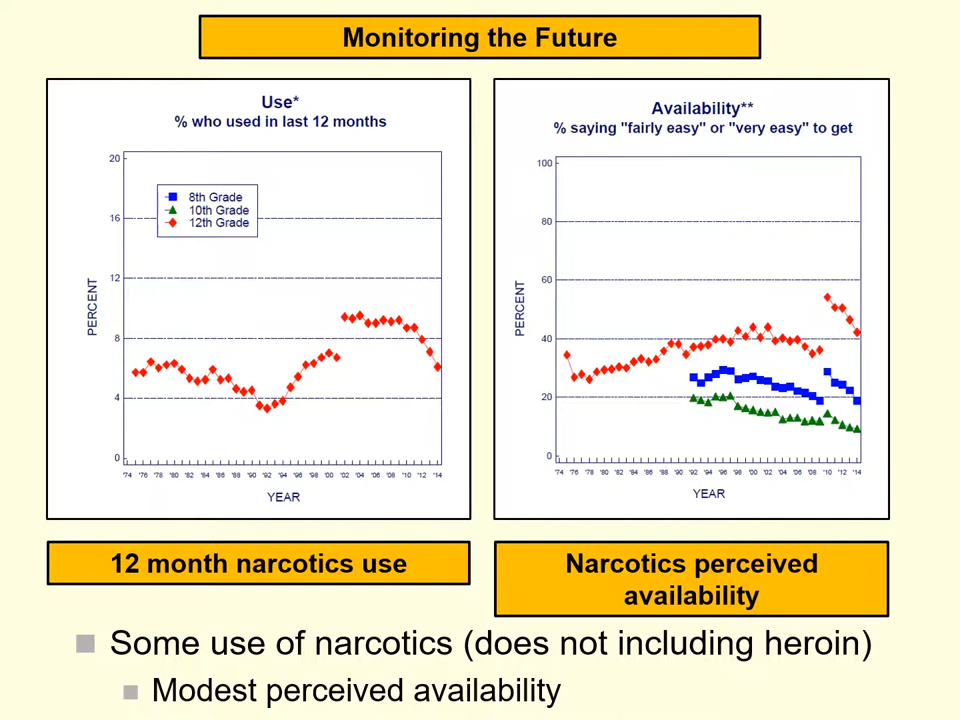 Monitoring the Future
Use*
% who used in last 12 months
20
16
12
8
4
0
PERCENT
8th Grade
10th Grade
12th Grade
'74 '76 '78 '80 '82 '84 '86 '88 '90 '92 '94 '96 '98 '00 '02 '04 '06 '08 '10 '12 '14
YEAR
Availability**
% saying "fairly easy" or "very easy" to get
100
80
60
40
20
0
PERCENT
'74 '76 '78 '80 '82 '84 '86 '88 '90 '92 '94 '96 '98 '00 '02 '04 '06 '08 '10 '12 '14
YEAR
12 month narcotics use
Narcotics perceived
availability
Some use of narcotics (does not including heroin)
Modest perceived availability